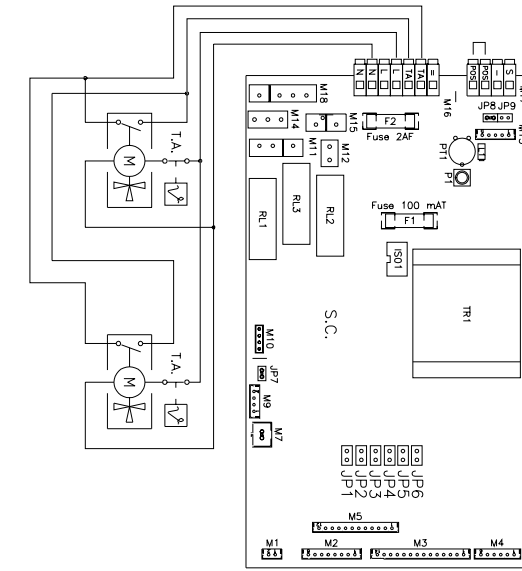 N
N
L
L
TA
TA
=
POS
POS
I
S
M18
M14
M15
M11
M12
F2
Fuse 2AF
M16
JP8
JP9
PT1
P1
Fuse 100 mAT
F1
RL1
RL3
RL2
IS01
TR1
S.C.
T.A.
M
T.A.
M
M10
JP7
M9
M7
JP1
JP2
JP3
JP4
JP5
JP6
M5
M1
M2
M3
M4